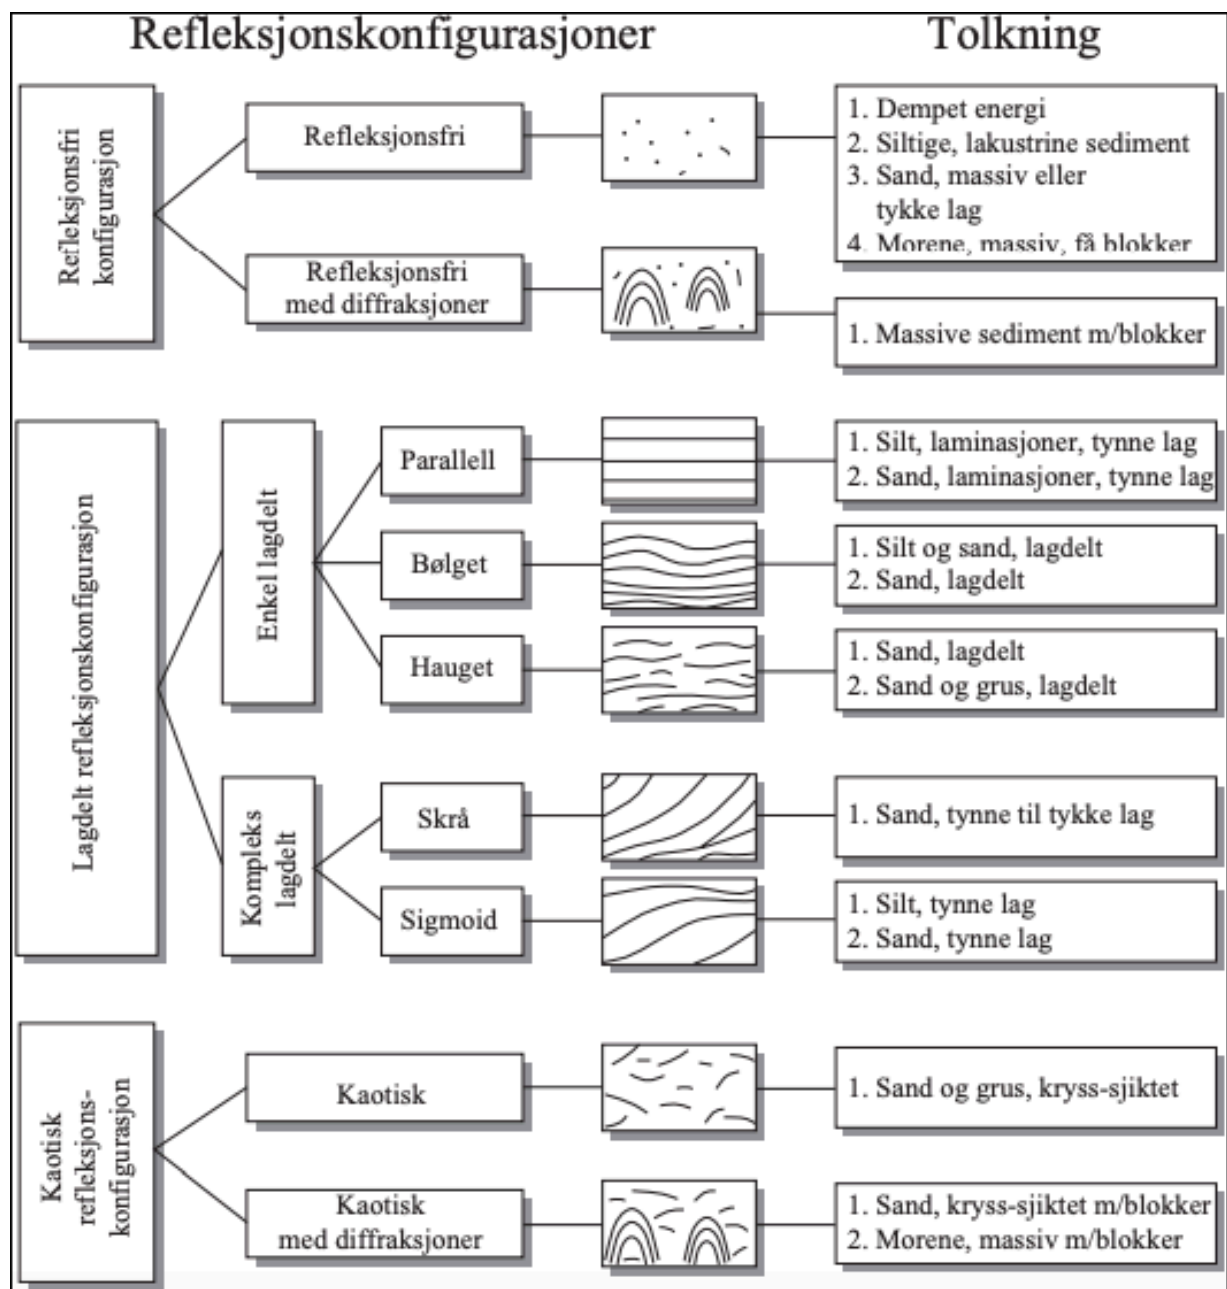 Refleksjonskonfigurasjoner
Tolkning
Refleksjonsfri
konfigurasjon
Refleksjonsfri
1. Dempet energi
2. Siltige, lakustrine sediment
3. Sand, massiv eller
tykke lag
4. Morene, massiv, få blokker
Refleksjonsfri
med diffraksjoner
1. Massive sediment m/blokker
Lagdelt refleksjonskonfigurasjon
Enkel lagdelt
Parallell
1. Silt, laminasjoner, tynne lag
2. Sand, laminasjoner, tynne lag
Bølget
1. Silt og sand, lagdelt
2. Sand, lagdelt
Hauget
1. Sand, lagdelt
2. Sand og grus, lagdelt
Kompleks
lagdelt
Skrå
1. Sand, tynne til tykke lag
Sigmoid
1. Silt, tynne lag
2. Sand, tynne lag
Kaotisk
refleksjons-
konfigurasjon
Kaotisk
1. Sand og grus, kryss-sjiktet
Kaotisk
med diffraksjoner
1. Sand, kryss-sjiktet m/blokker
2. Morene, massiv m/blokker